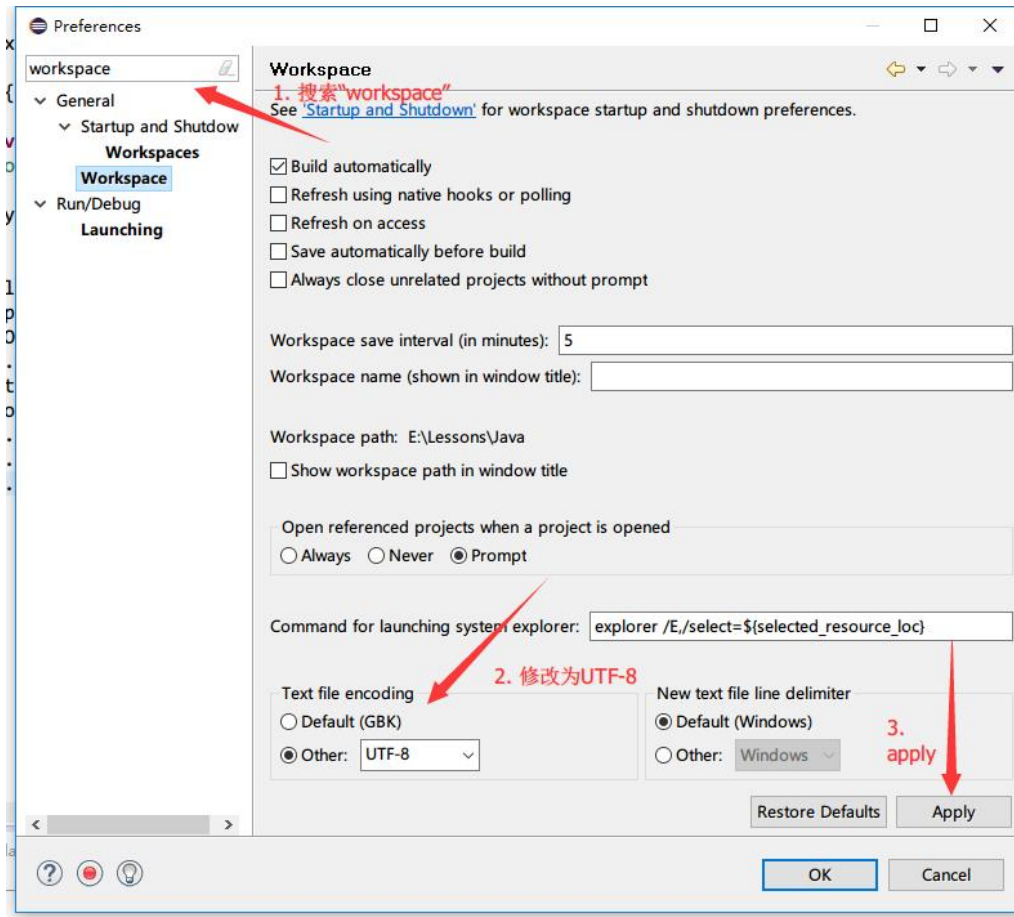 Preferences
workspace
General
Startup and Shutdow
Workspaces
Workspace
Run/Debug
Launching
Workspace
1. 搜索“workspace”
See 'Startup and Shutdown' for workspace startup and shutdown preferences.
Build automatically
Refresh using native hooks or polling
Refresh on access
Save automatically before build
Always close unrelated projects without prompt
Workspace save interval (in minutes): 5
Workspace name (shown in window title):
Workspace path: E:\Lessons\Java
Show workspace path in window title
Open referenced projects when a project is opened
Always Never Prompt
Command for launching system explorer: explorer /E,/select=${selected_resource_loc}
2. 修改为UTF-8
Text file encoding
Default (GBK)
Other: UTF-8
New text file line delimiter
Default (Windows)
Other: Windows
3.
apply
Restore Defaults Apply
OK Cancel